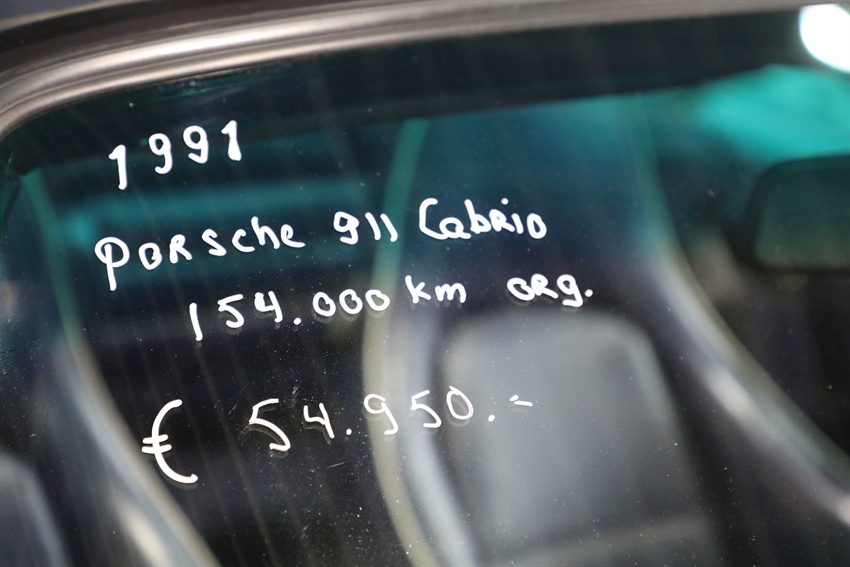 1991
Porsche 911 Cabrio
154.000 km org.
€ 54.950.-